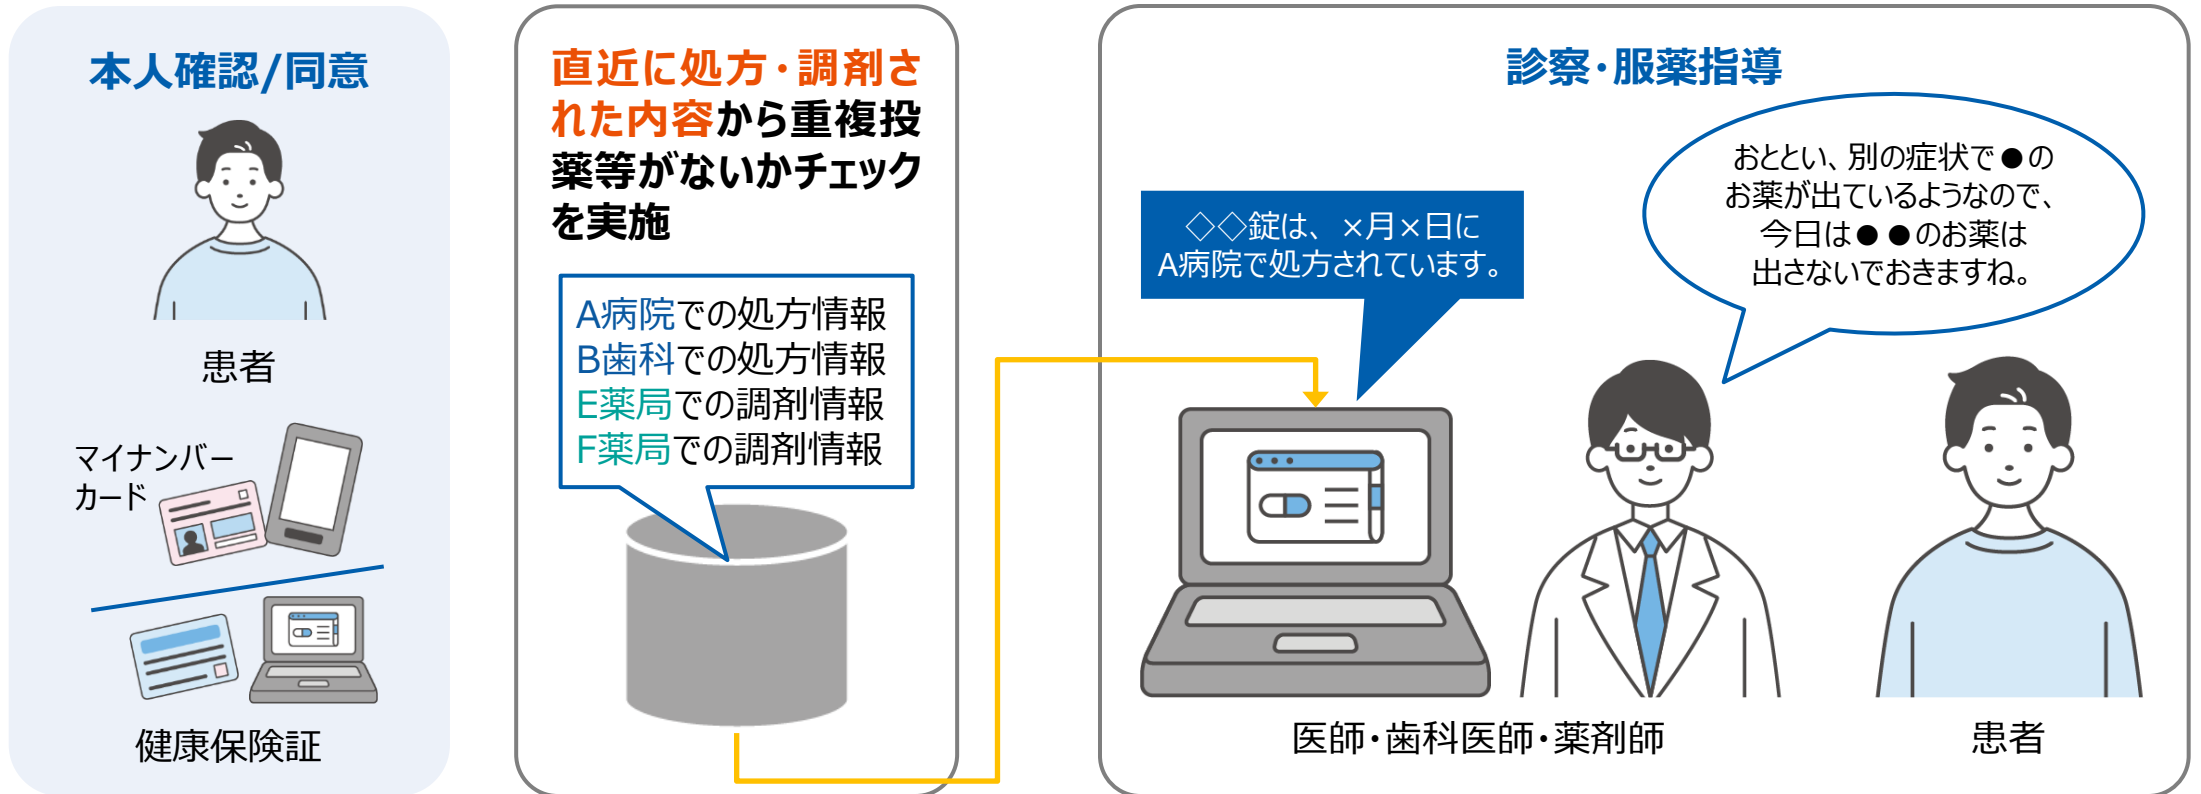 本人確認/同意
患者
マイナンバー
カード
健康保険証
直近に処方・調剤さ
れた内容から重複投
薬等がないかチェック
を実施
A病院での処方情報
B歯科での処方情報
E薬局での調剤情報
F薬局での調剤情報
診察・服薬指導
◇◇錠は、×月×日に
A病院で処方されています。
おととい、別の症状で●の
お薬が出ているようなので、
今日は●●のお薬は
出さないでおきますね。
医師・歯科医師・薬剤師
患者